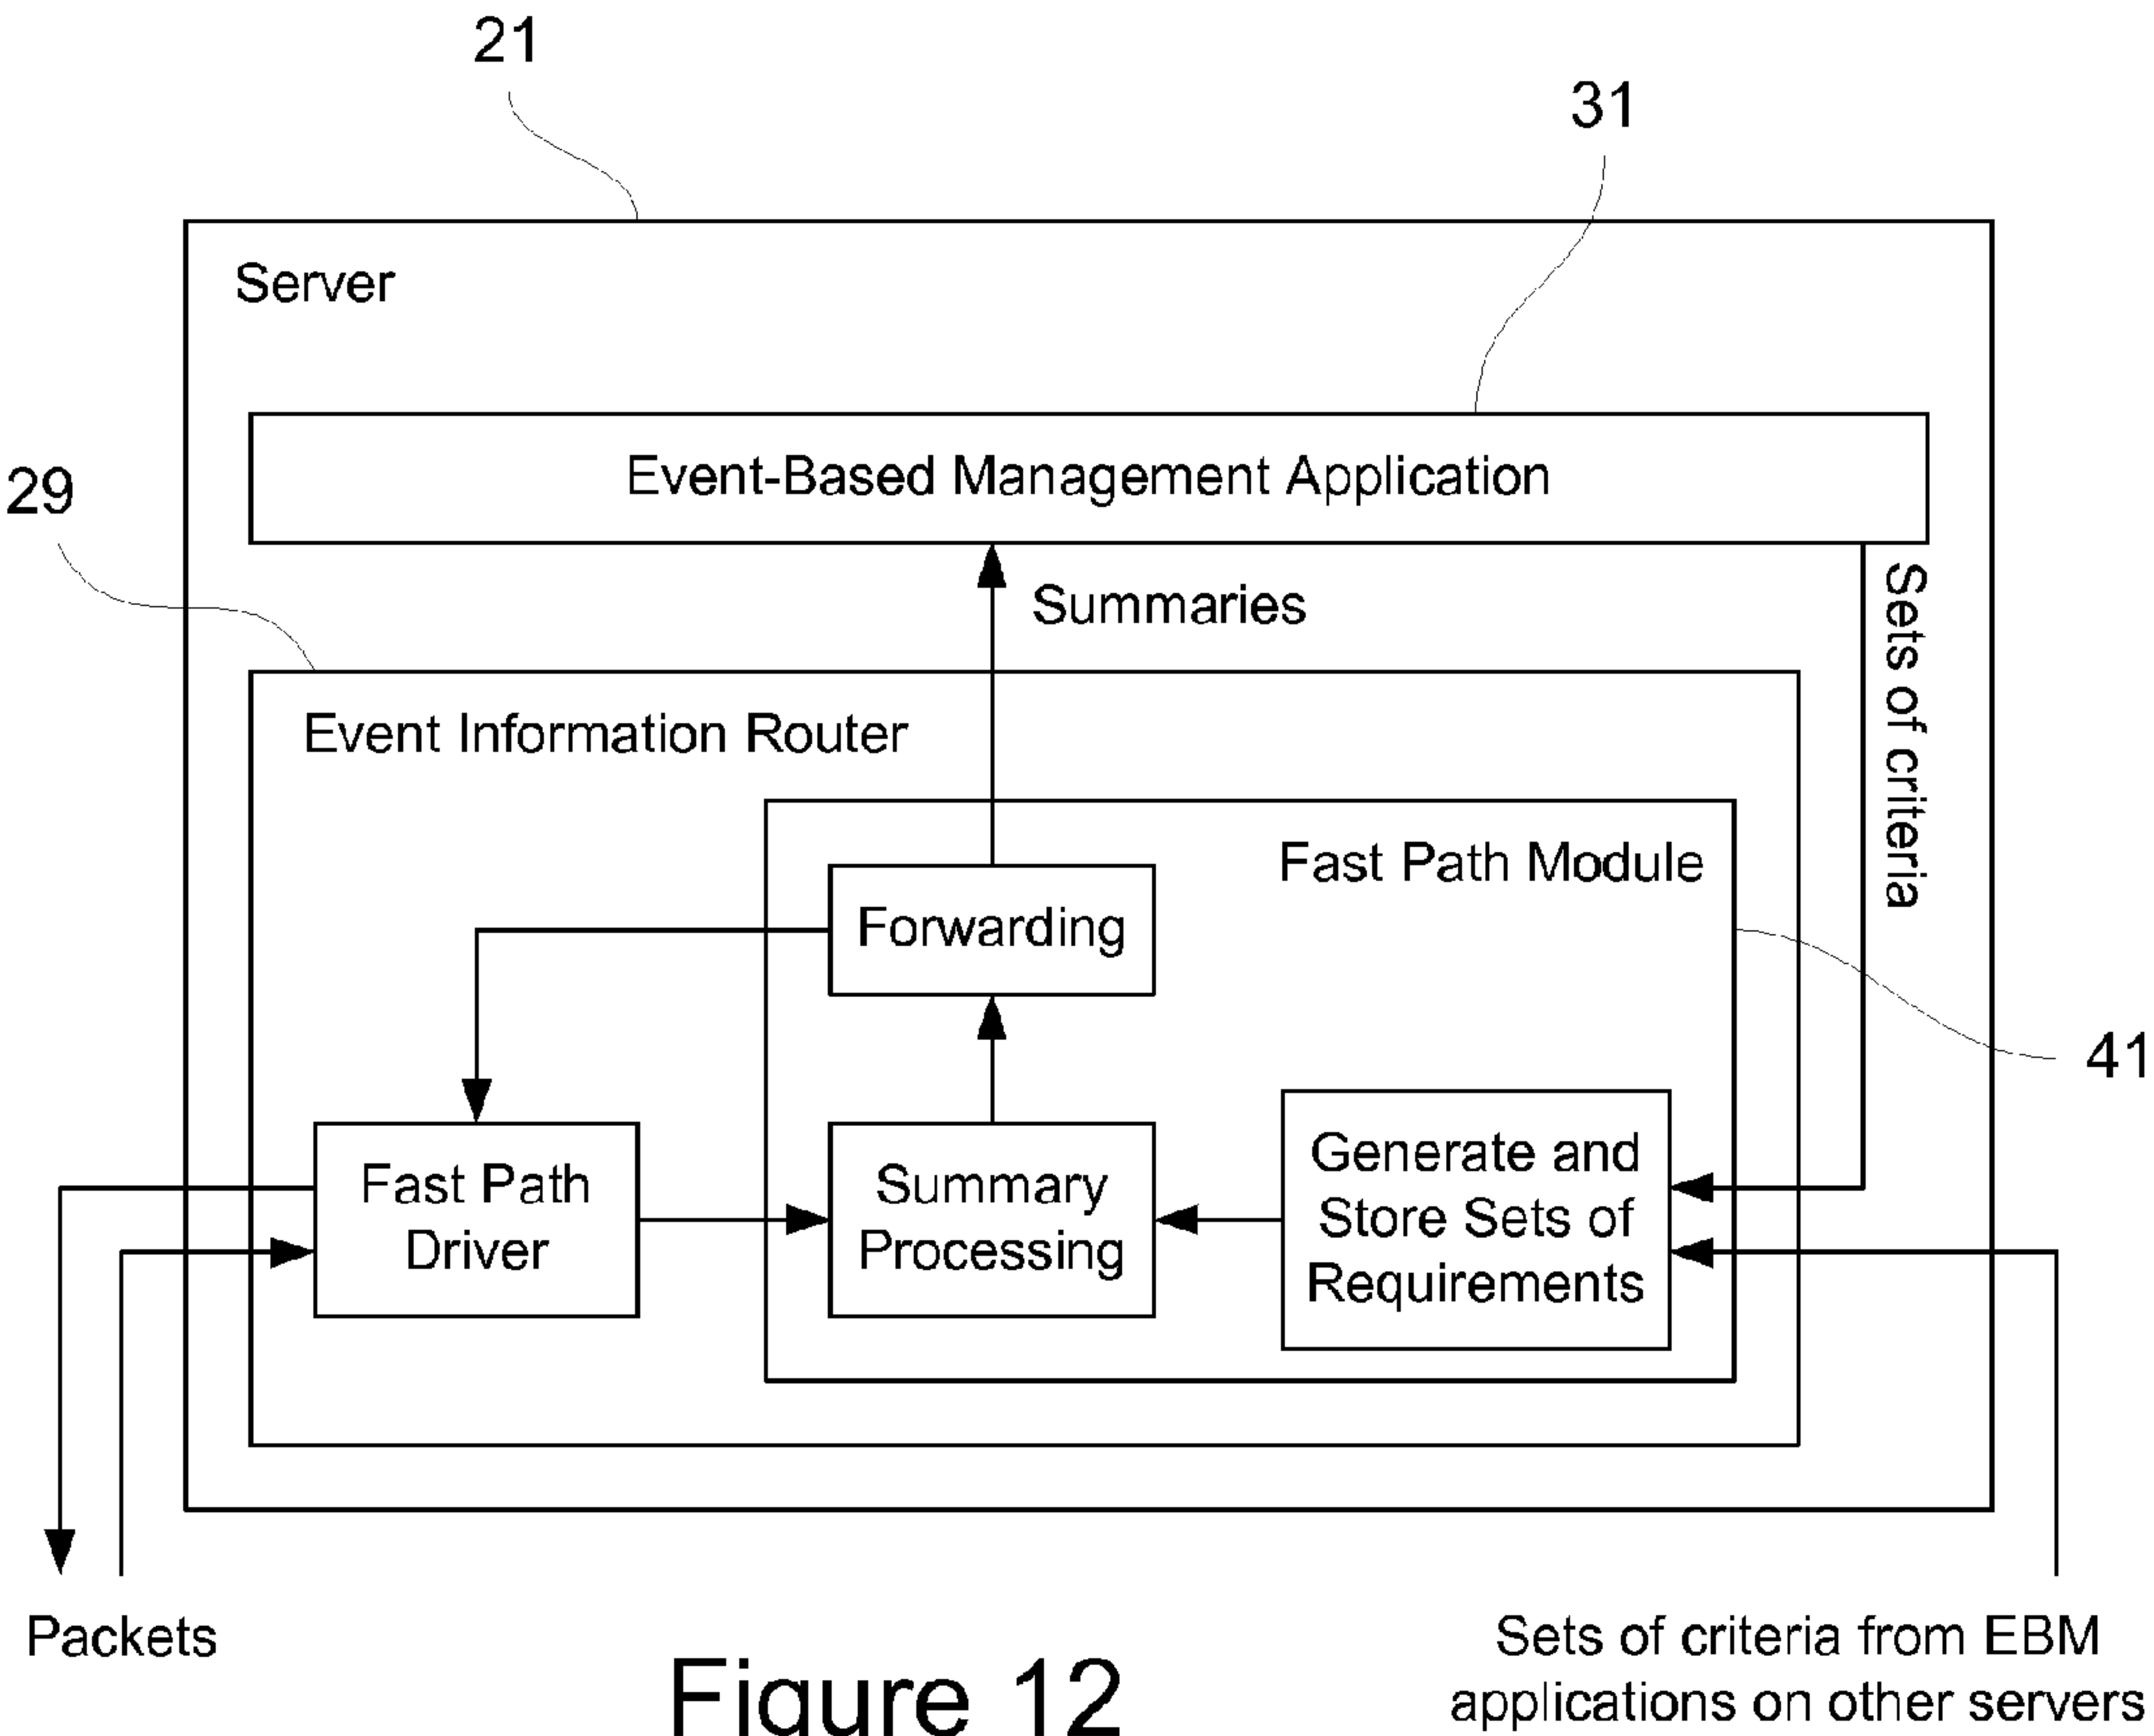 21
31
Server
Event-Based Management Application
29
Summaries
Sets of criteria
Event Information Router
Fast Path Module
Forwarding
41
Fast Path
Driver
Summary
Processing
Generate and
Store Sets of
Requirements
Packets
Sets of criteria from EBM
applications on other servers
Figure 12